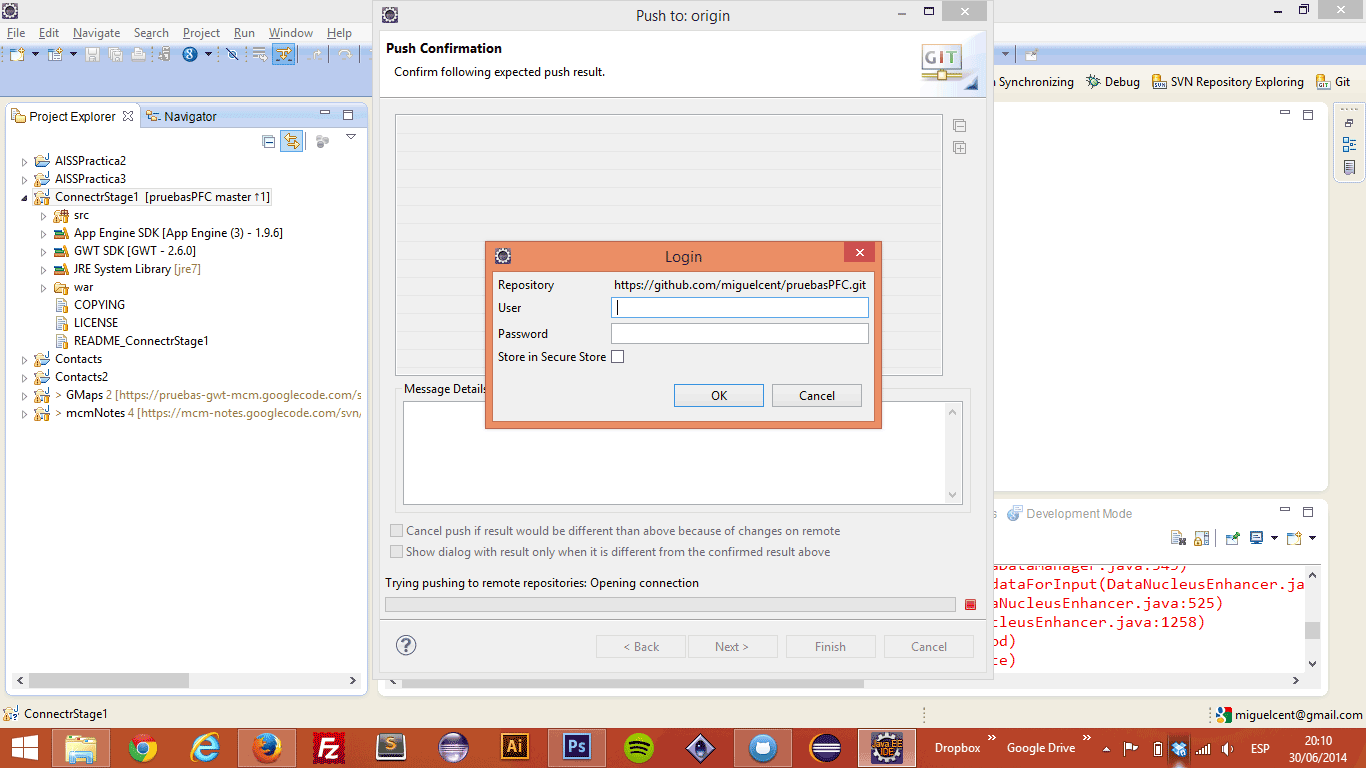 Push to: origin
File Edit Navigate Search Project Run Window Help
Push Confirmation
Confirm following expected push result.
GIT
Synchronizing Debug SVN Repository Exploring Git
Project Explorer Navigator
AISSPractica2
AISSPractica3
ConnectrStage1 [pruebasPFC master ↑1]
src
App Engine SDK [App Engine (3) - 1.9.6]
GWT SDK [GWT - 2.6.0]
JRE System Library [jre7]
war
COPYING
LICENSE
README_ConnectrStage1
Contacts
Contacts2
> GMaps 2 [https://pruebas-gwt-mcm.googlecode.com/s
> mcmNotes 4 [https://mcm-notes.googlecode.com/svn/
Login
Repository https://github.com/miguelcent/pruebasPFC.git
User
Password
Store in Secure Store
OK Cancel
Message Details
Cancel push if result would be different than above because of changes on remote
Show dialog with result only when it is different from the confirmed result above
Trying pushing to remote repositories: Opening connection
< Back Next > Finish Cancel
Development Mode
aDataManager.java:545)
dataForInput(DataNucleusEnhancer.ja
aNucleusEnhancer.java:525)
cleusEnhancer.java:1258)
od)
ce)
ConnectrStage1
miguelcent@gmail.com
Fz S Ai Ps Java EE IDE
Dropbox » Google Drive » ESP
20:10
30/06/2014